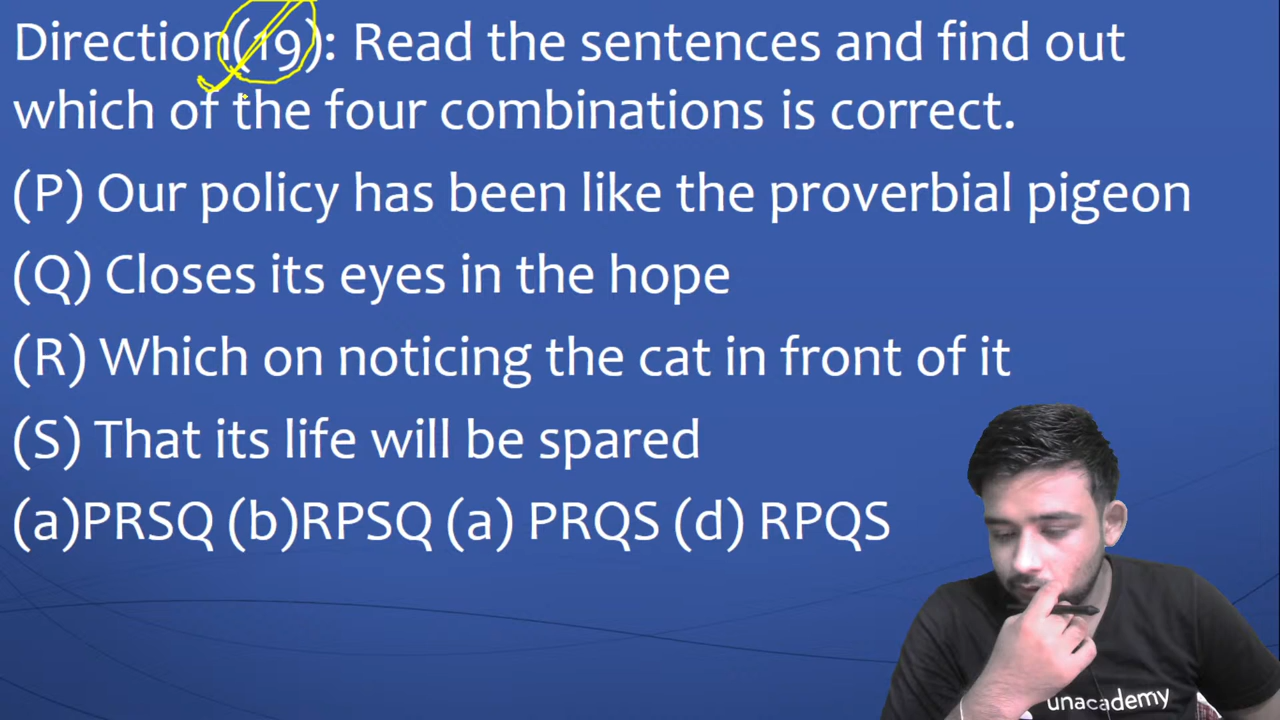 Direction(19): Read the sentences and find out
which of the four combinations is correct.
(P) Our policy has been like the proverbial pigeon
(Q) Closes its eyes in the hope
(R) Which on noticing the cat in front of it
(S) That its life will be spared
(a)PRSQ (b)RPSQ (a) PRQS (d) RPQS
unacademy